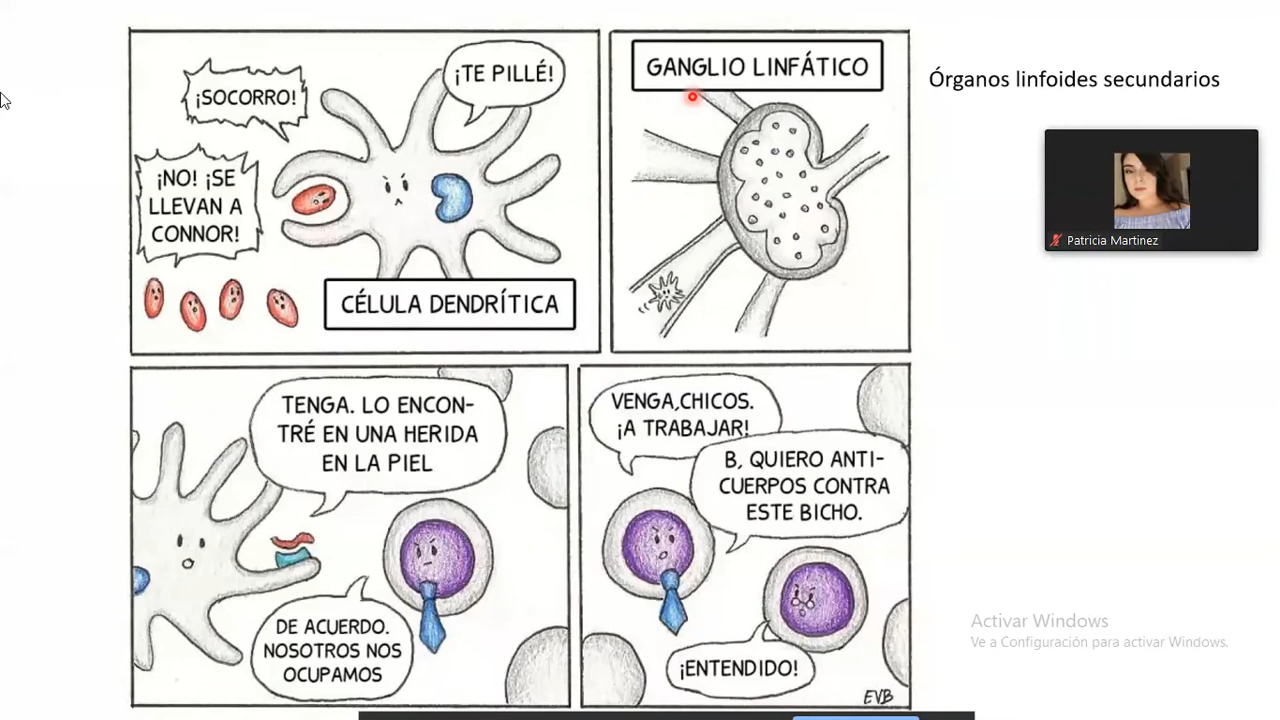 ¡SOCORRO!
¡TE PILLÉ!
¡NO! ¡SE
LLEVAN A
CONNOR!
CÉLULA DENDRÍTICA
GANGLIO LINFÁTICO
Órganos linfoides secundarios
Patricia Martinez
TENGA. LO ENCON-
TRÉ EN UNA HERIDA
EN LA PIEL
DE ACUERDO.
NOSOTROS NOS
OCUPAMOS
VENGA,CHICOS.
¡A TRABAJAR!
B, QUIERO ANTI-
CUERPOS CONTRA
ESTE BICHO.
¡ENTENDIDO!
EVB
Activar Windows
Ve a Configuración para activar Windows.